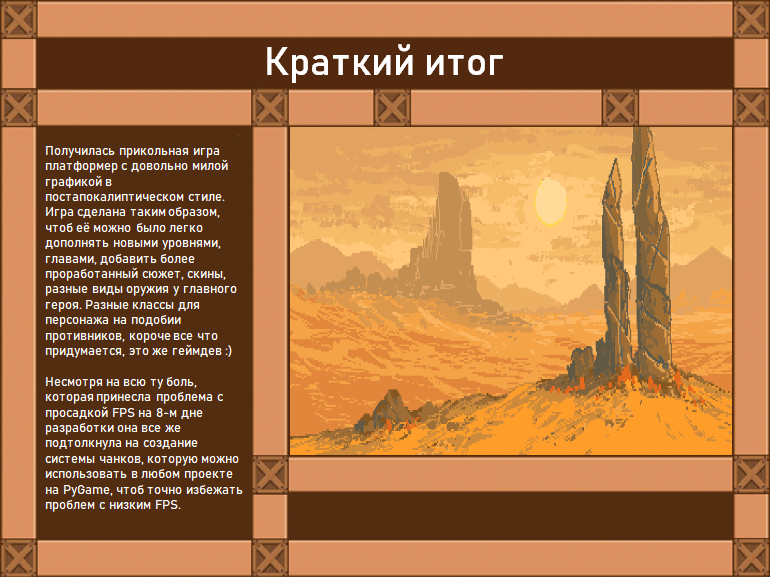 Краткий итог
Получилась прикольная игра
платформер с довольно милой
графикой в
постапокалиптическом стиле.
Игра сделана таким образом,
чтоб её можно было легко
дополнять новыми уровнями,
главами, добавить более
проработанный сюжет, скины,
разные виды оружия у главного
героя. Разные классы для
персонажа на подобии
противников, короче все что
придумается, это же геймдев :)
Несмотря на всю ту боль,
которая принесла проблема с
просадкой FPS на 8-м дне
разработки она все же
подтолкнула на создание
системы чанков, которую можно
использовать в любом проекте
на PyGame, чтоб точно избежать
проблем с низким FPS.